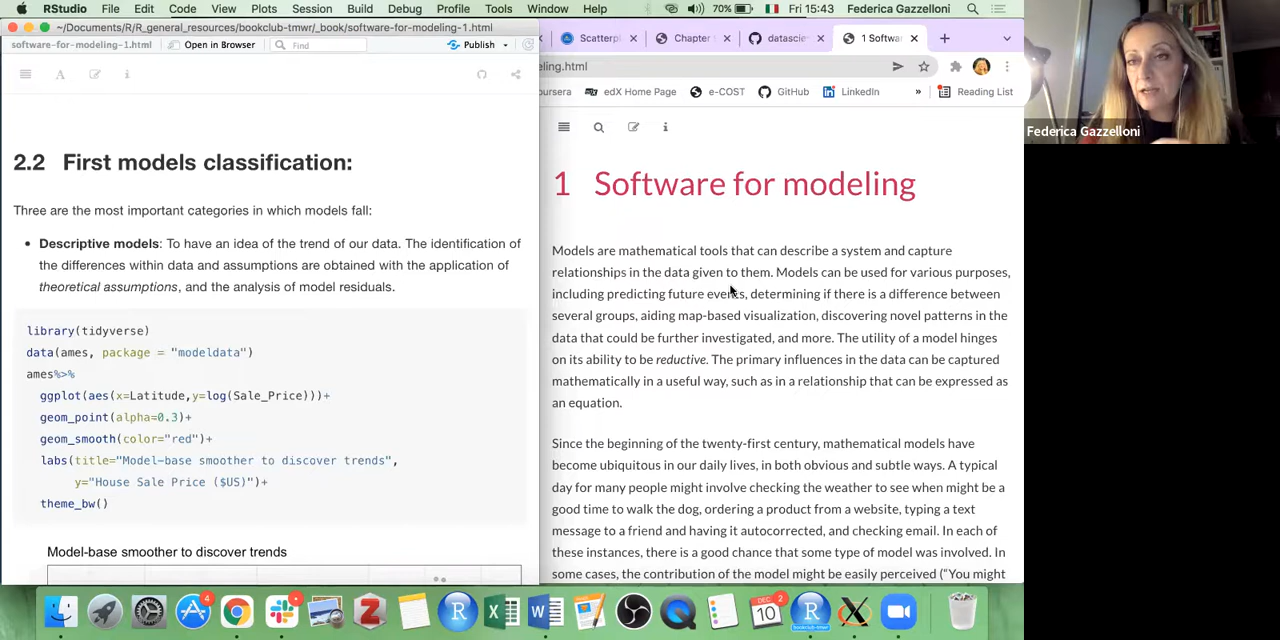 RStudio File Edit Code View Plots Session Build Debug Profile Tools Window Help 70% Fri 15:43 Federica Gazzelloni
~/Documents/R/R_general_resources/bookclub-tmwr/_book/software-for-modeling-1.html
software-for-modeling-1.html Open in Browser Find Publish
2.2 First models classification:
Three are the most important categories in which models fall:
• Descriptive models: To have an idea of the trend of our data. The identification of
the differences within data and assumptions are obtained with the application of
theoretical assumptions, and the analysis of model residuals.
library(tidyverse)
data(ames, package = "modeldata")
ames%>%
ggplot(aes(x=Latitude,y=log(Sale_Price)))+
geom_point(alpha=0.3)+
geom_smooth(color="red")+
labs(title="Model-base smoother to discover trends",
y="House Sale Price ($US)")+
theme_bw()
Model-base smoother to discover trends
Scatterpl Chapter datascie 1 Softwa
eling.html
oursera edX Home Page e-COST GitHub LinkedIn » Reading List
1 Software for modeling
Models are mathematical tools that can describe a system and capture
relationships in the data given to them. Models can be used for various purposes,
including predicting future events, determining if there is a difference between
several groups, aiding map-based visualization, discovering novel patterns in the
data that could be further investigated, and more. The utility of a model hinges
on its ability to be reductive. The primary influences in the data can be captured
mathematically in a useful way, such as in a relationship that can be expressed as
an equation.
Since the beginning of the twenty-first century, mathematical models have
become ubiquitous in our daily lives, in both obvious and subtle ways. A typical
day for many people might involve checking the weather to see when might be a
good time to walk the dog, ordering a product from a website, typing a text
message to a friend and having it autocorrected, and checking email. In each of
these instances, there is a good chance that some type of model was involved. In
some cases, the contribution of the model might be easily perceived ("You might
Federica Gazzelloni
4
DEC 2
10
bookclub-tmwr